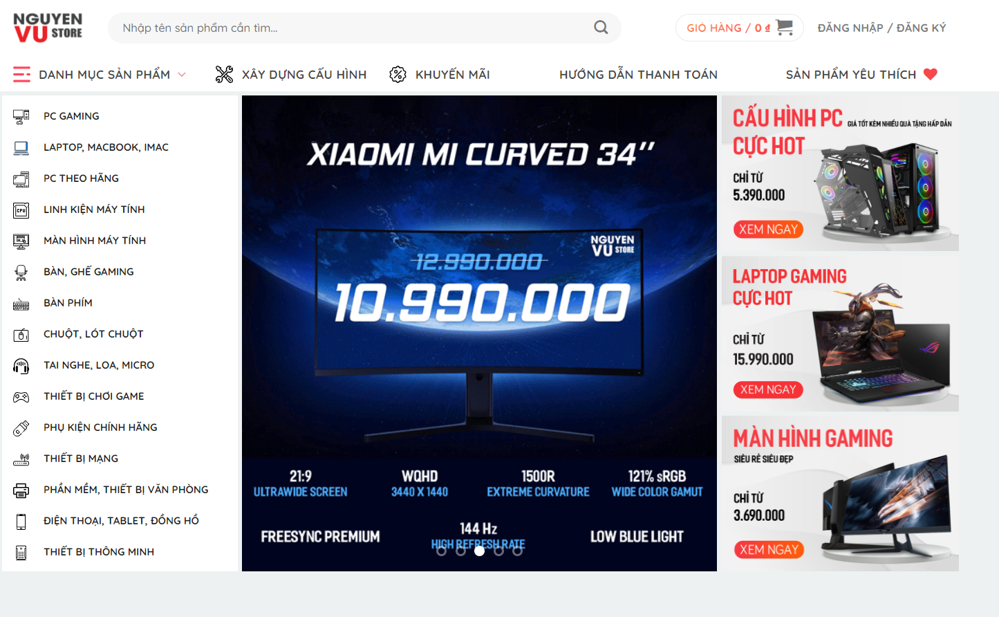 NGUYEN
VU STORE
Nhập tên sản phẩm cần tìm...
GIỎ HÀNG / 0 ₫
ĐĂNG NHẬP / ĐĂNG KÝ
DANH MỤC SẢN PHẨM
XÂY DỰNG CẤU HÌNH
KHUYẾN MÃI
HƯỚNG DẪN THANH TOÁN
SẢN PHẨM YÊU THÍCH
PC GAMING
LAPTOP, MACBOOK, IMAC
PC THEO HÃNG
CPU
LINH KIỆN MÁY TÍNH
MÀN HÌNH MÁY TÍNH
BÀN, GHẾ GAMING
BÀN PHÍM
CHUỘT, LÓT CHUỘT
TAI NGHE, LOA, MICRO
THIẾT BỊ CHƠI GAME
PHỤ KIỆN CHÍNH HÃNG
THIẾT BỊ MẠNG
PHẦN MỀM, THIẾT BỊ VĂN PHÒNG
ĐIỆN THOẠI, TABLET, ĐỒNG HỒ
THIẾT BỊ THÔNG MINH
XIAOMI MI CURVED 34''
NGUYEN
VU STORE
12.990.000
10.990.000
21:9
ULTRAWIDE SCREEN
WQHD
3440 X 1440
1500R
EXTREME CURVATURE
121% sRGB
WIDE COLOR GAMUT
FREESYNC PREMIUM
144 Hz
HIGH REFRESH RATE
LOW BLUE LIGHT
CẤU HÌNH PC GIÁ TỐT KÈM NHIỀU QUÀ TẶNG HẤP DẪN
CỰC HOT
CHỈ TỪ
5.390.000
XEM NGAY
LAPTOP GAMING
CỰC HOT
CHỈ TỪ
15.990.000
XEM NGAY
MÀN HÌNH GAMING
SIÊU RẺ SIÊU ĐẸP
CHỈ TỪ
3.690.000
XEM NGAY